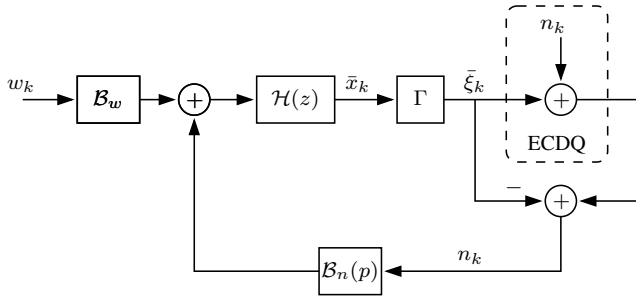 n_k
w_k
𝓑_w
+
𝓗(z)
x̄_k
Γ
ξ̄_k
+
ECDQ
−
+
𝓑_n(p)
n_k